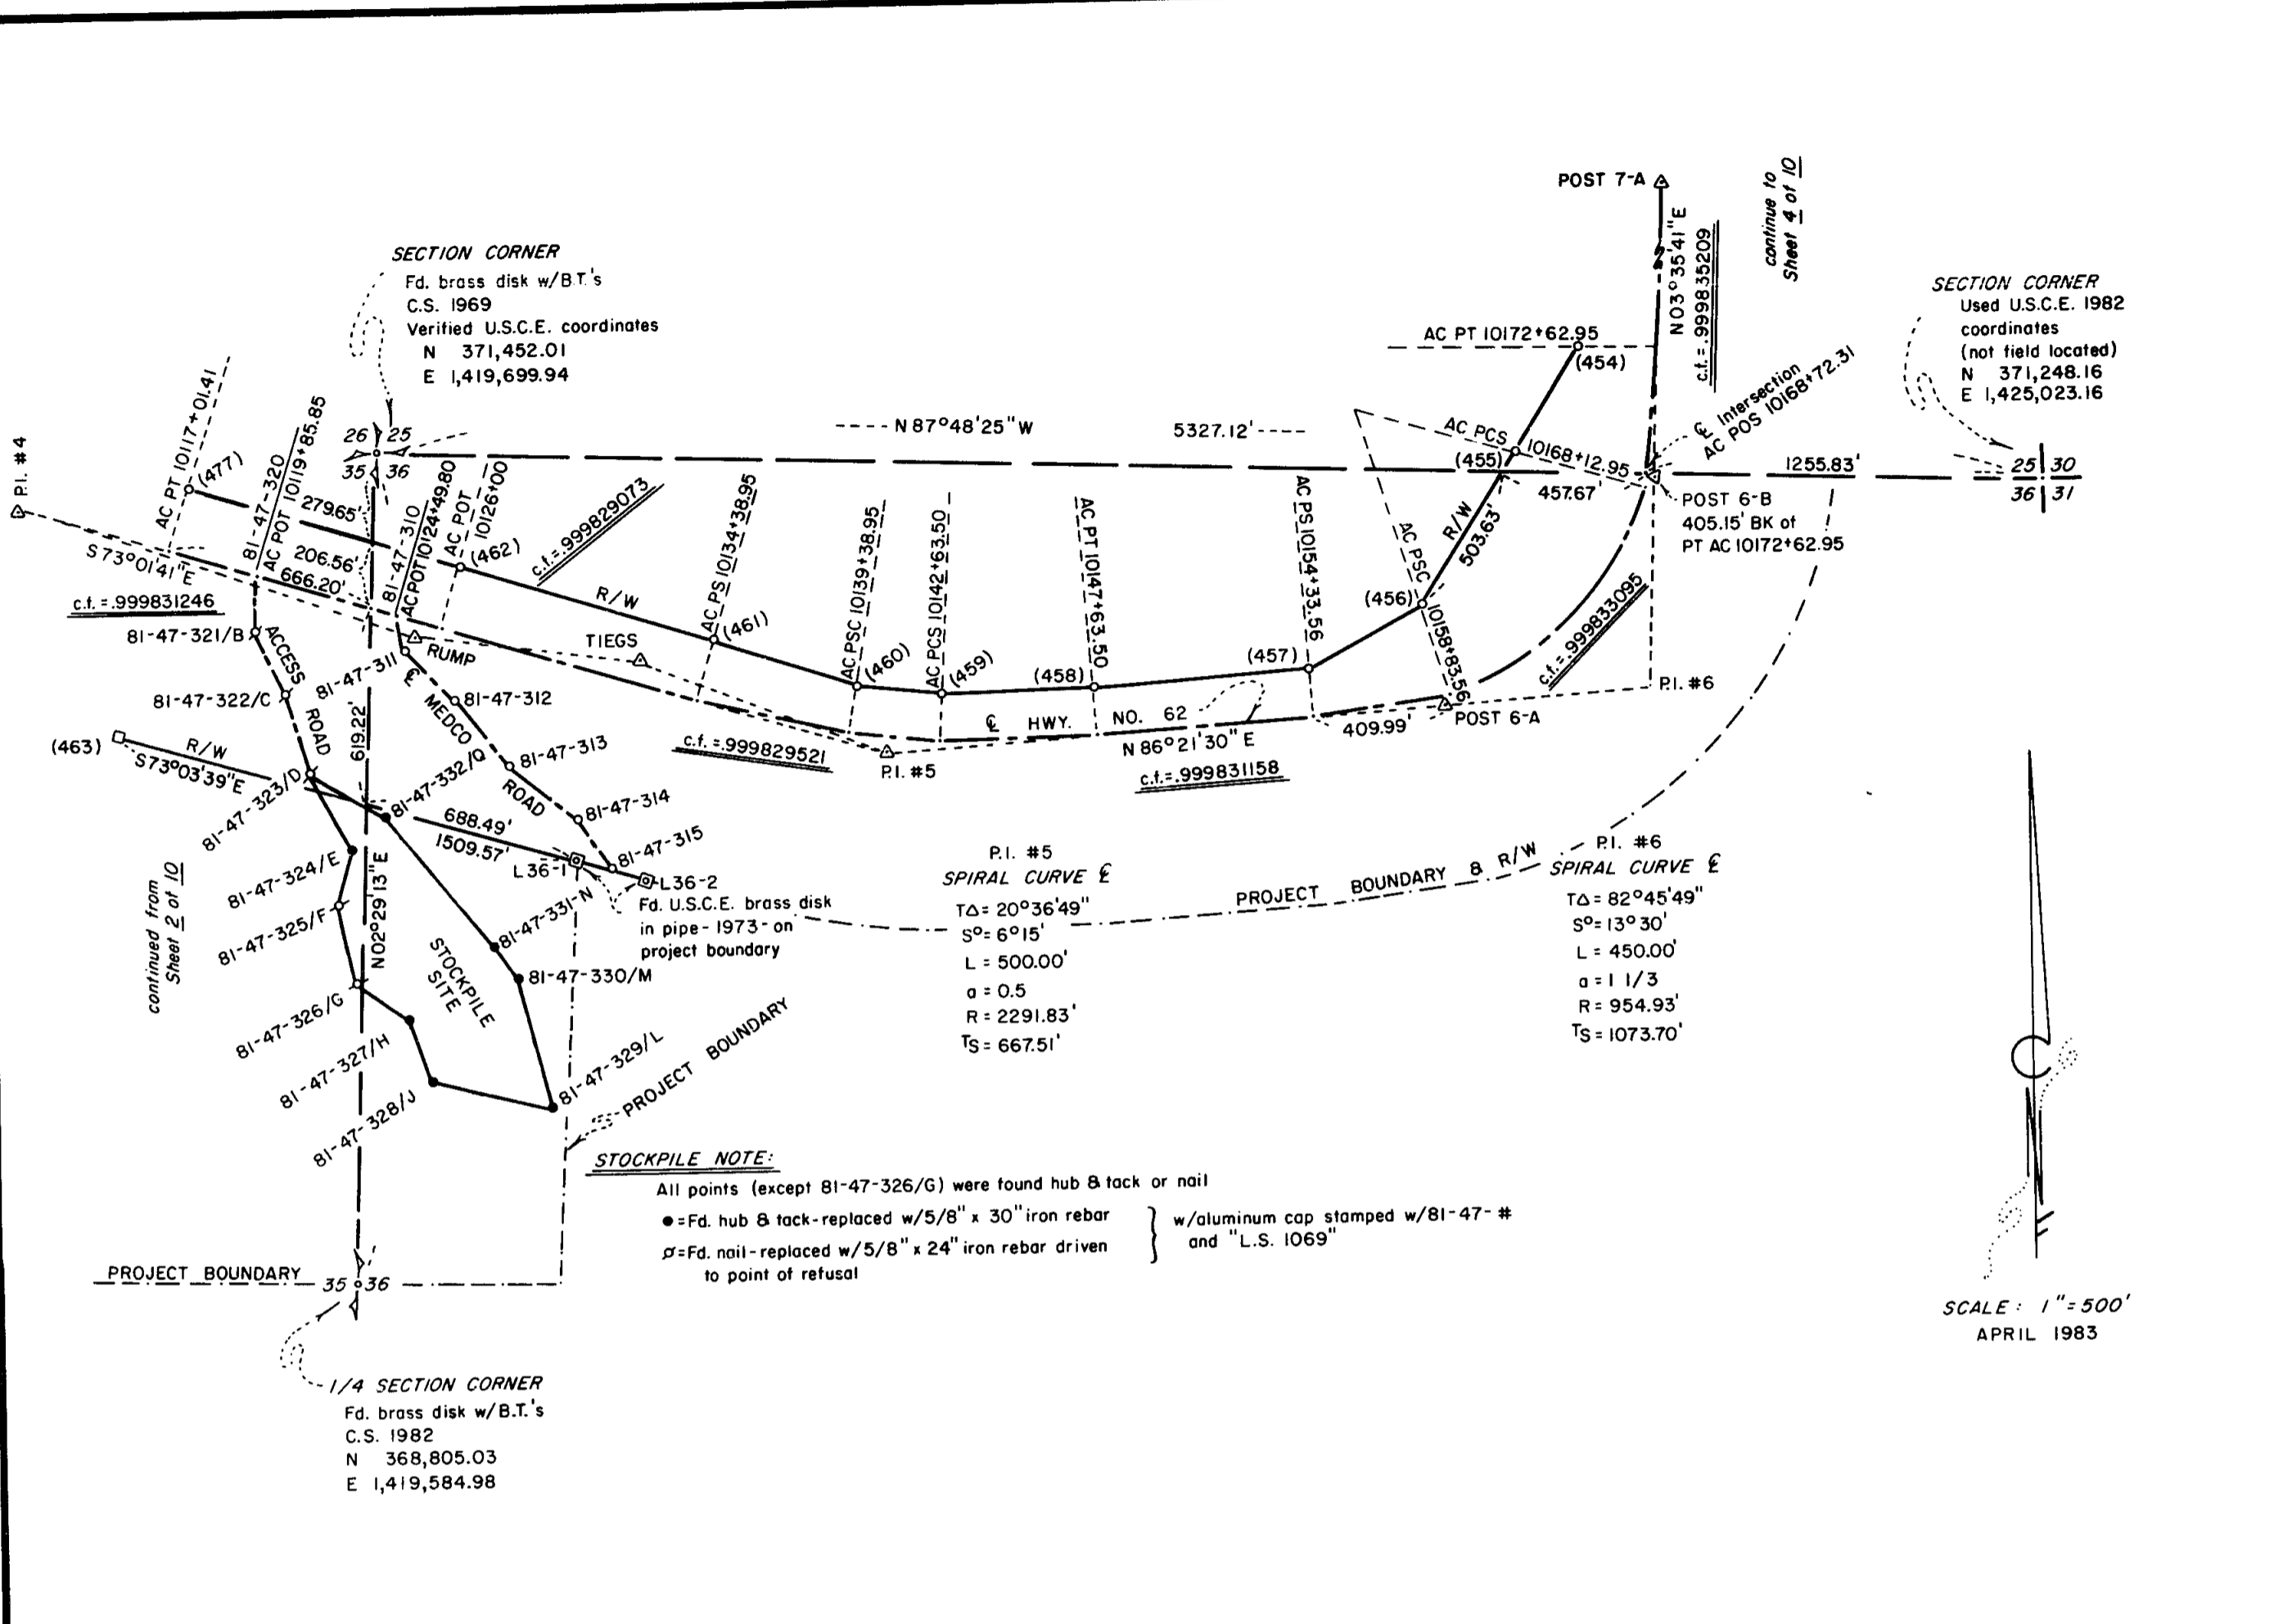 POST 7-A
continue to
Sheet 4 of 10
N03°35'41"E
c.f.=.999835209
SECTION CORNER
Fd. brass disk w/B.T.'s
C.S. 1969
Verified U.S.C.E. coordinates
N 371,452.01
E 1,419,699.94
SECTION CORNER
Used U.S.C.E. 1982
coordinates
(not field located)
N 371,248.16
E 1,425,023.16
AC PT 10172+62.95
(454)
℄ Intersection
AC POS 10168+72.31
P.I. #4
AC PT 10117+01.41
(477)
81-47-320
AC POT 10119+85.85
26 25
35 36
N 87°48'25" W
5327.12'
AC PCS 10168+12.95
(455)
457.67'
1255.83'
25 30
36 31
POST 6-B
405.15' BK of
PT AC 10172+62.95
279.65'
206.56'
666.20'
S 73°01'41"E
c.f.=.999831246
81-47-310
AC POT 10124+49.80
AC POT
10126+00
(462)
c.f.=.999829073
R/W
AC PS 10134+38.95
(461)
AC PSC 10139+38.95
(460)
AC PCS 10142+63.50
(459)
AC PT 10147+63.50
(458)
AC PS 10154+33.56
(457)
AC PSC
10158+83.56
(456)
R/W
503.63'
c.f.=.999833095
P.I. #6
POST 6-A
409.99'
81-47-321/B
ACCESS
ROAD
81-47-322/C
81-47-311
RUMP
TIEGS
℄
MEDCO
ROAD
81-47-312
81-47-313
81-47-314
81-47-315
619.22'
(463)
R/W
S73°03'39"E
81-47-323/D
81-47-332/Q
688.49'
1509.57'
L36-1
L36-2
c.f.=.999829521
P.I. #5
℄ HWY. NO. 62
N 86°21'30" E
c.f.=.999831158
Fd. U.S.C.E. brass disk
in pipe-1973-on
project boundary
continued from
Sheet 2 of 10
81-47-324/E
81-47-325/F
81-47-326/G
81-47-327/H
81-47-328/J
N02°29'13"E
STOCKPILE
SITE
81-47-331-N
81-47-330/M
81-47-329/L
PROJECT BOUNDARY
P.I. #5
SPIRAL CURVE ℄
T∆= 20°36'49"
S°= 6°15'
L = 500.00'
a = 0.5
R = 2291.83'
TS = 667.51'
PROJECT BOUNDARY & R/W
P.I. #6
SPIRAL CURVE ℄
T∆= 82°45'49"
S°= 13°30'
L = 450.00'
a = 1 1/3
R = 954.93'
TS = 1073.70'
STOCKPILE NOTE:
All points (except 81-47-326/G) were found hub & tack or nail
●=Fd. hub & tack-replaced w/5/8" x 30" iron rebar
ø=Fd. nail-replaced w/5/8" x 24" iron rebar driven
to point of refusal
w/aluminum cap stamped w/81-47-#
and "L.S. 1069"
PROJECT BOUNDARY
35 36
1/4 SECTION CORNER
Fd. brass disk w/B.T.'s
C.S. 1982
N 368,805.03
E 1,419,584.98
SCALE: 1"=500'
APRIL 1983